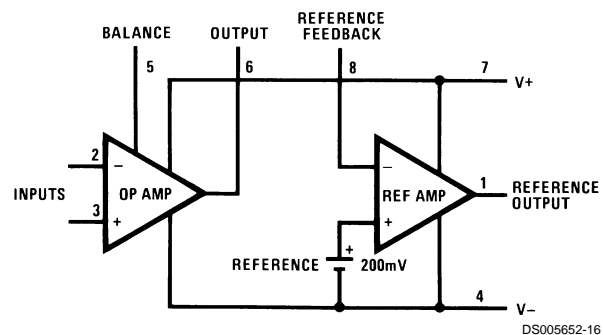 REFERENCE
FEEDBACK
BALANCE
OUTPUT
5
6
8
7
V+
2
−
INPUTS
OP AMP
3
+
−
REF AMP
+
1
REFERENCE
OUTPUT
REFERENCE
+
200mV
4
V−
DS005652-16